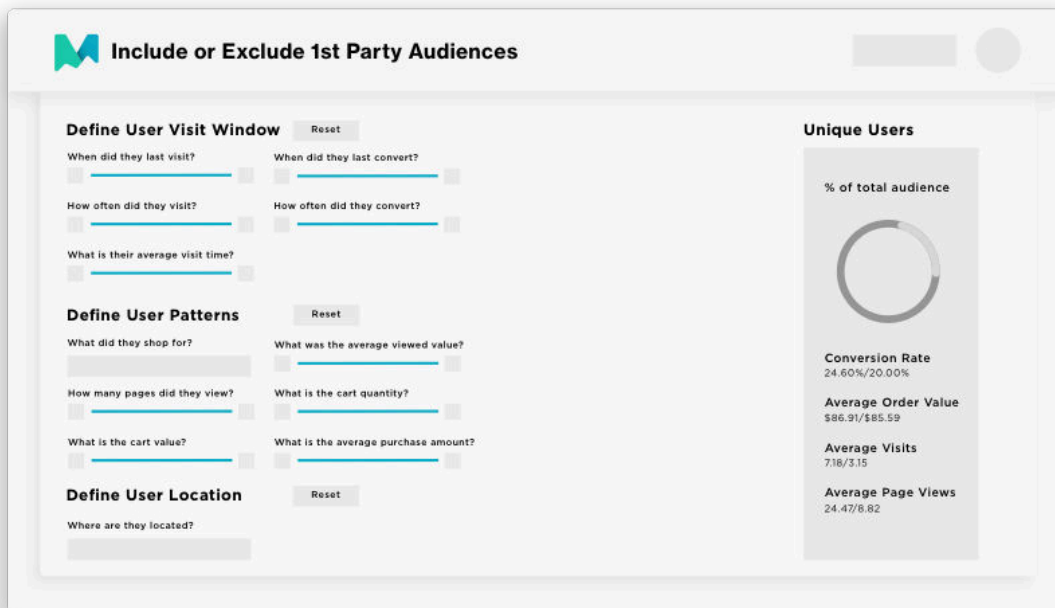 Include or Exclude 1st Party Audiences
Define User Visit Window
Reset
When did they last visit?
When did they last convert?
How often did they visit?
How often did they convert?
What is their average visit time?
Define User Patterns
Reset
What did they shop for?
What was the average viewed value?
How many pages did they view?
What is the cart quantity?
What is the cart value?
What is the average purchase amount?
Define User Location
Reset
Where are they located?
Unique Users
% of total audience
Conversion Rate
24.60%/20.00%
Average Order Value
$86.91/$85.59
Average Visits
7.18/3.15
Average Page Views
24.47/8.82